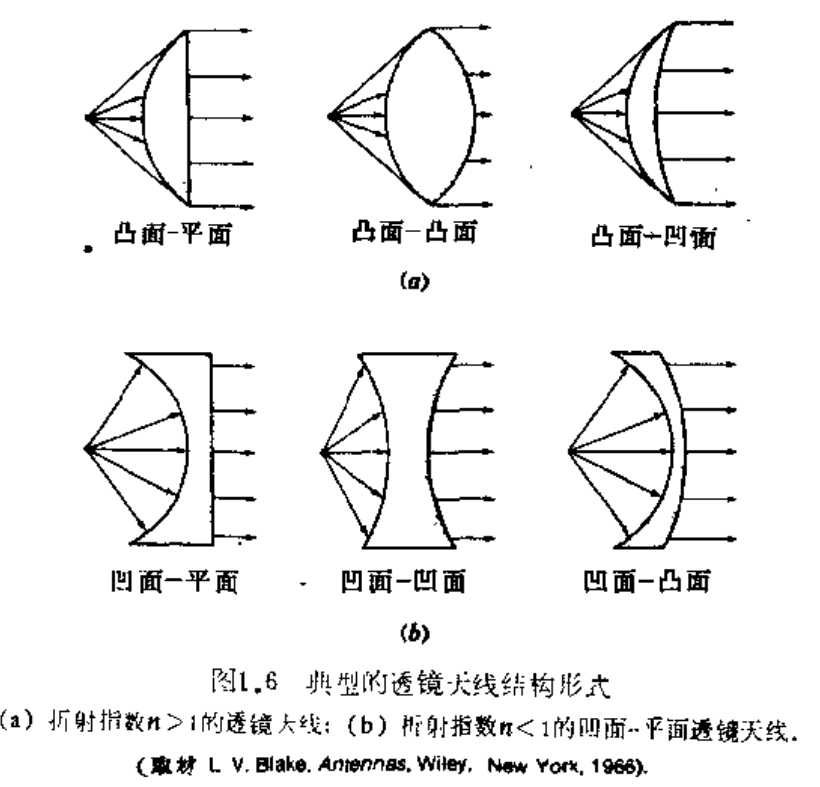 凸面-平面 凸面-凸面 凸面-凹面
(a)
凹面-平面 凹面-凹面 凹面-凸面
(b)
图1.6 典型的透镜天线结构形式
(a) 折射指数n>1的透镜天线; (b) 折射指数n<1的凹面-平面透镜天线.
(取材 L. V. Blake, Antennas, Wiley, New York, 1966).